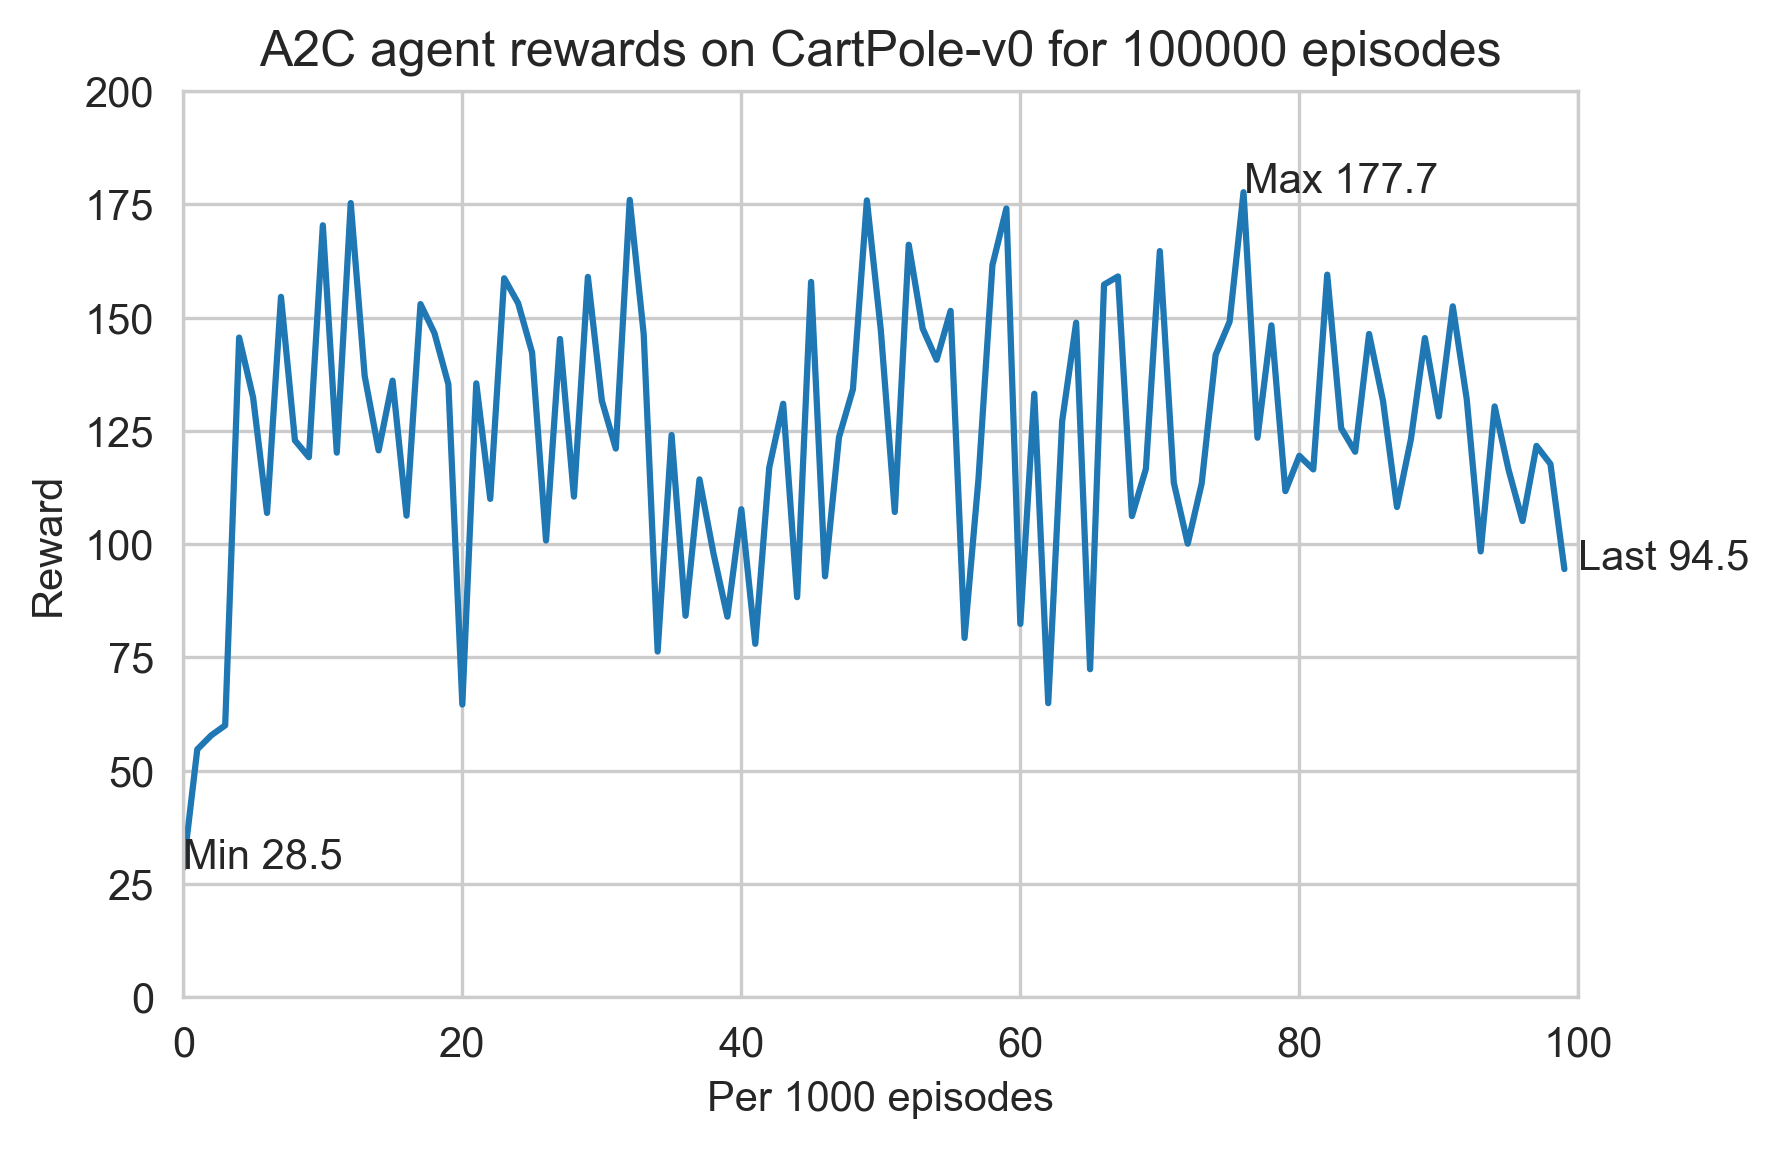 A2C agent rewards on CartPole-v0 for 100000 episodes
200
175
150
125
100
75
50
25
0
Reward
Max 177.7
Last 94.5
Min 28.5
0 20 40 60 80 100
Per 1000 episodes